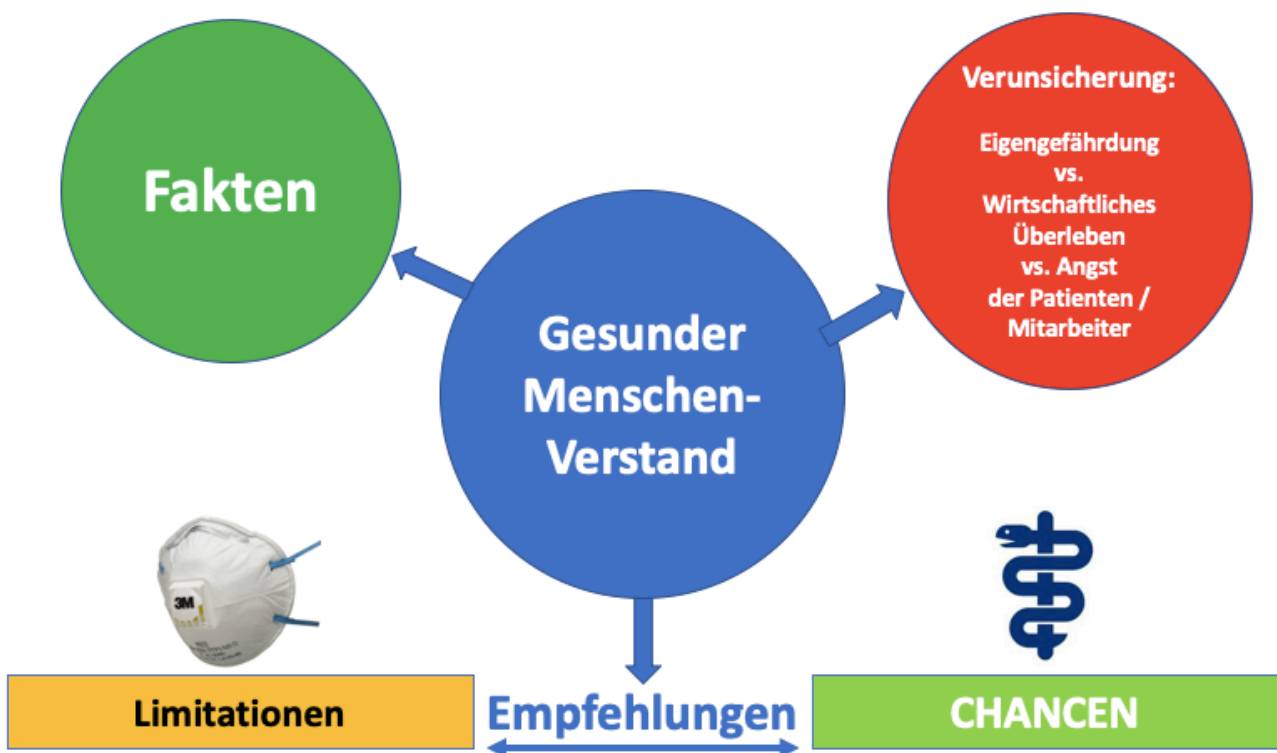 Fakten
Verunsicherung:
Eigengefährdung
vs.
Wirtschaftliches
Überleben
vs. Angst
der Patienten /
Mitarbeiter
Gesunder
Menschen-
Verstand
3M
Limitationen
Empfehlungen
CHANCEN